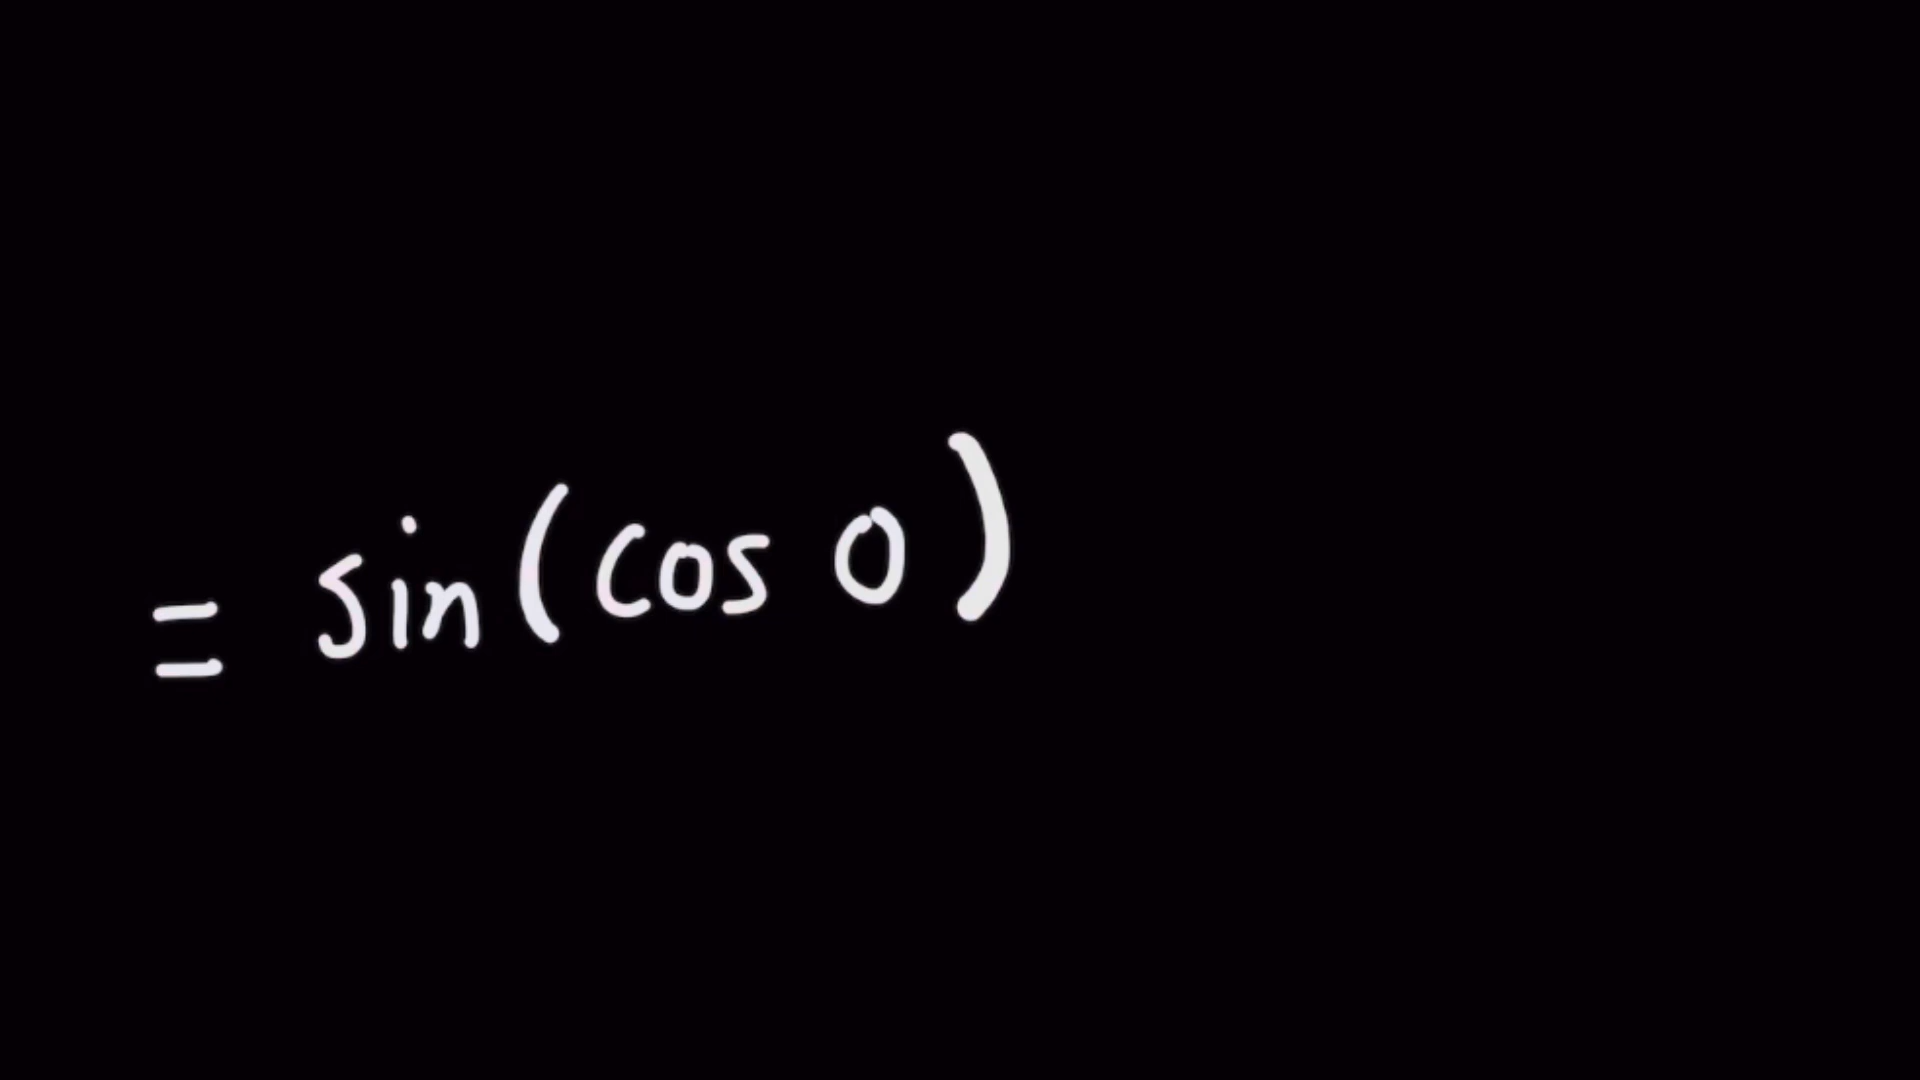 = sin(cos 0)